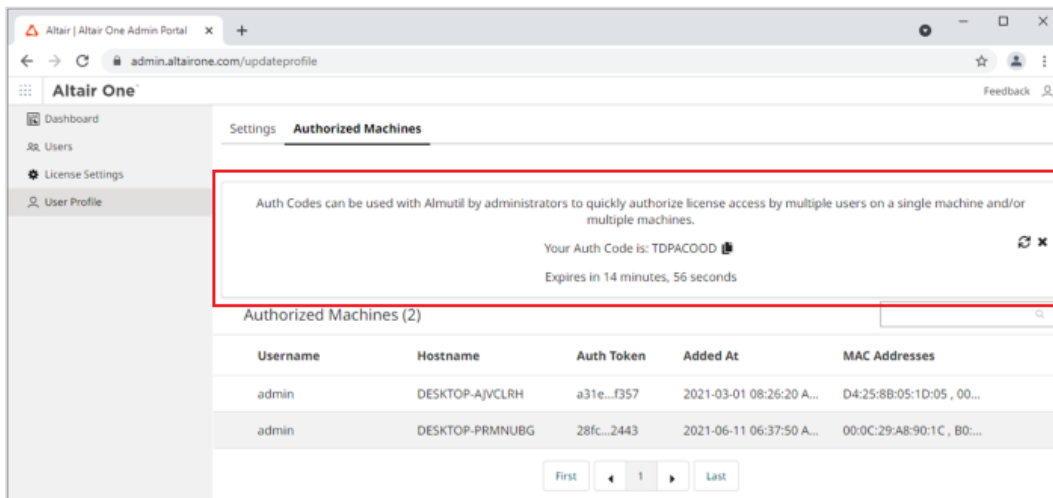 Altair | Altair One Admin Portal
admin.altairone.com/updateprofile
Altair One
Feedback
Dashboard
Users
License Settings
User Profile
Settings Authorized Machines
Auth Codes can be used with Almutil by administrators to quickly authorize license access by multiple users on a single machine and/or
multiple machines.
Your Auth Code is: TDPACOOD
Expires in 14 minutes, 56 seconds
Authorized Machines (2)
Username Hostname Auth Token Added At MAC Addresses
admin DESKTOP-AJVCLRH a31e...f357 2021-03-01 08:26:20 A... D4:25:8B:05:1D:05 , 00...
admin DESKTOP-PRMNUBG 28fc...2443 2021-06-11 06:37:50 A... 00:0C:29:A8:90:1C , B0:...
First 1 Last